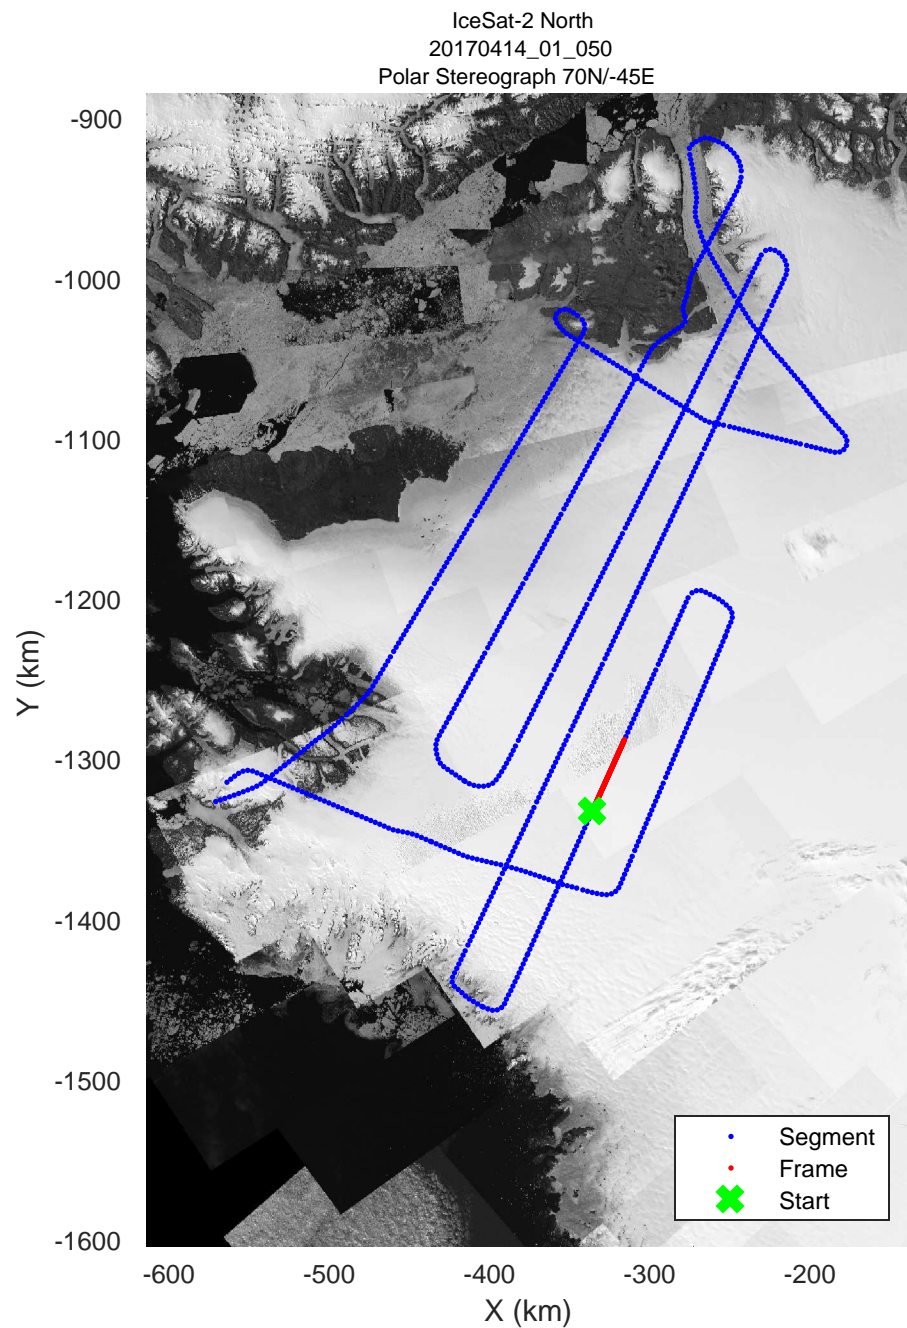 IceSat-2 North
20170414_01_050
Polar Stereograph 70N/-45E
-900
-1000
-1100
-1200
-1300
-1400
-1500
-1600
Y (km)
-600 -500 -400 -300 -200
X (km)
Segment
Frame
Start